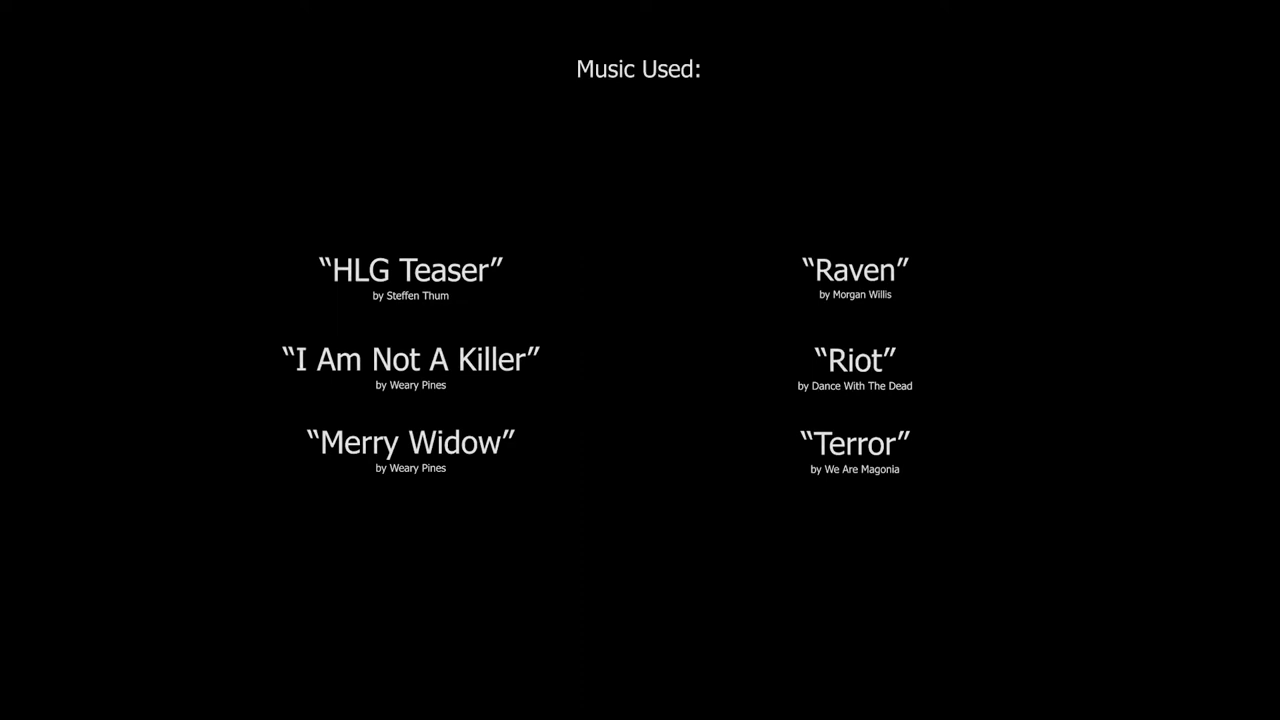 Music Used:
“HLG Teaser”
by Steffen Thum
“I Am Not A Killer”
by Weary Pines
“Merry Widow”
by Weary Pines
“Raven”
by Morgan Willis
“Riot”
by Dance With The Dead
“Terror”
by We Are Magonia